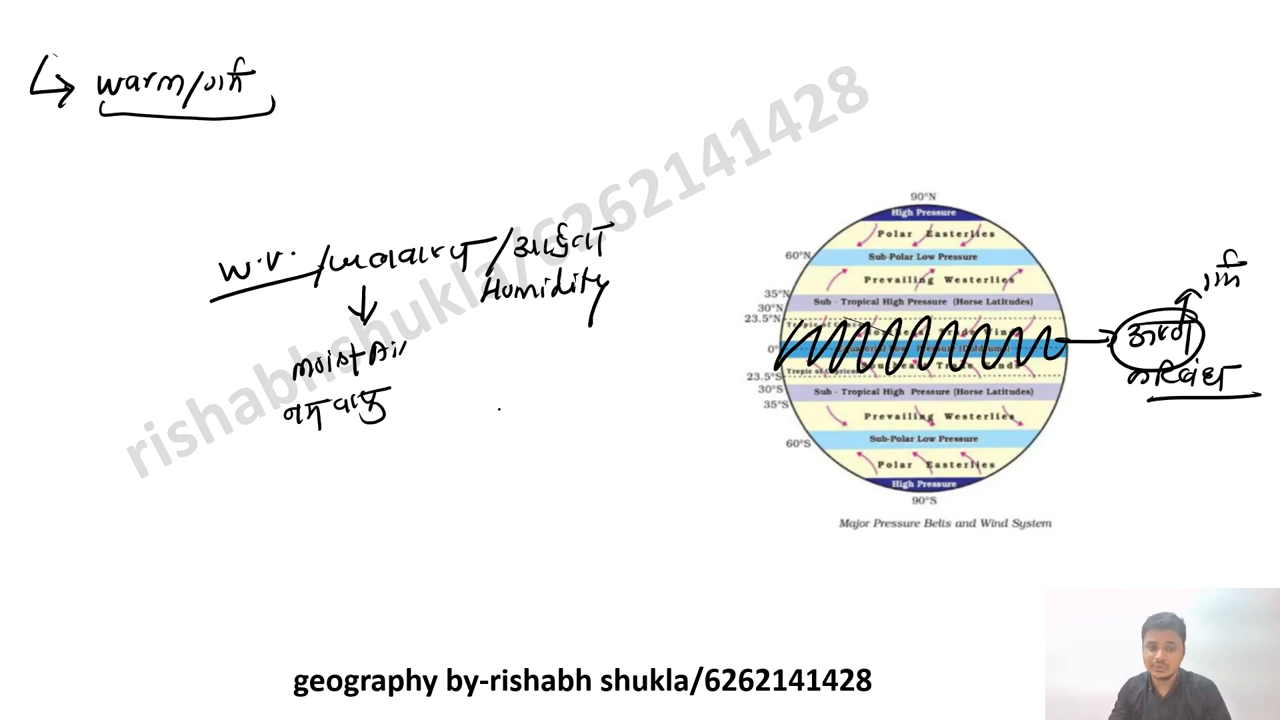 warm/गर्म
W.V. /जलवाष्प /आर्द्रता
Humidity
moist Air
नम वायु
rishabhshukla/6262141428
90°N
High Pressure
Polar Easterlies
60°N
Sub-Polar Low Pressure
Prevailing Westerlies
35°N
Sub - Tropical High Pressure (Horse Latitudes)
30°N
23.5°N
0°
23.5°S
30°S
Sub - Tropical High Pressure (Horse Latitudes)
35°S
Prevailing Westerlies
60°S
Sub-Polar Low Pressure
Polar Easterlies
High Pressure
90°S
गर्म
उष्ण
कटिबंध
Major Pressure Belts and Wind System
geography by-rishabh shukla/6262141428